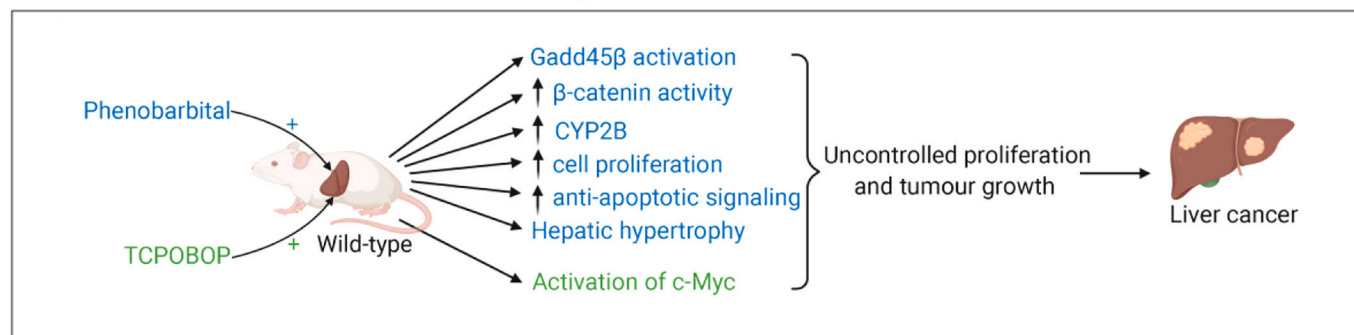 Phenobarbital
+
TCPOBOP
+
Wild-type
Gadd45β activation
↑ β-catenin activity
↑ CYP2B
↑ cell proliferation
↑ anti-apoptotic signaling
Hepatic hypertrophy
Activation of c-Myc
Uncontrolled proliferation
and tumour growth
Liver cancer